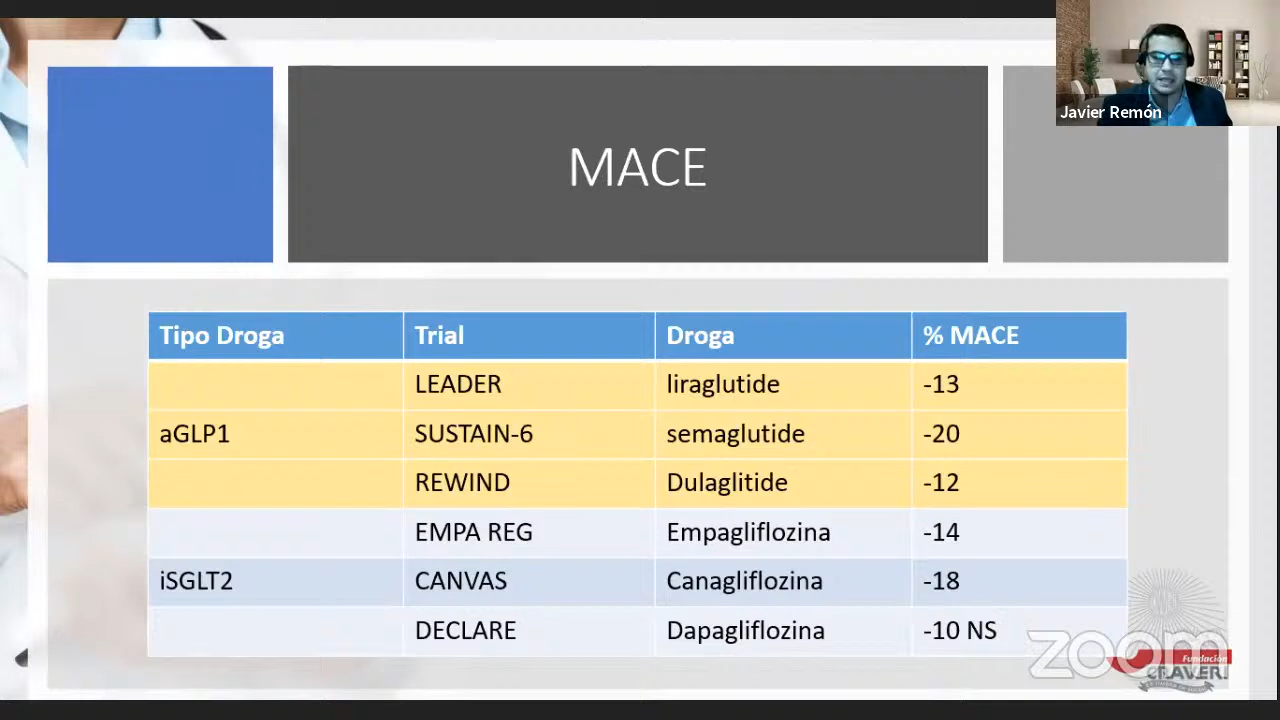 Javier Remón
MACE
Tipo Droga Trial Droga % MACE
LEADER liraglutide -13
aGLP1 SUSTAIN-6 semaglutide -20
REWIND Dulaglitide -12
EMPA REG Empagliflozina -14
iSGLT2 CANVAS Canagliflozina -18
DECLARE Dapagliflozina -10 NS
zoom
Fundación
CRAVERI